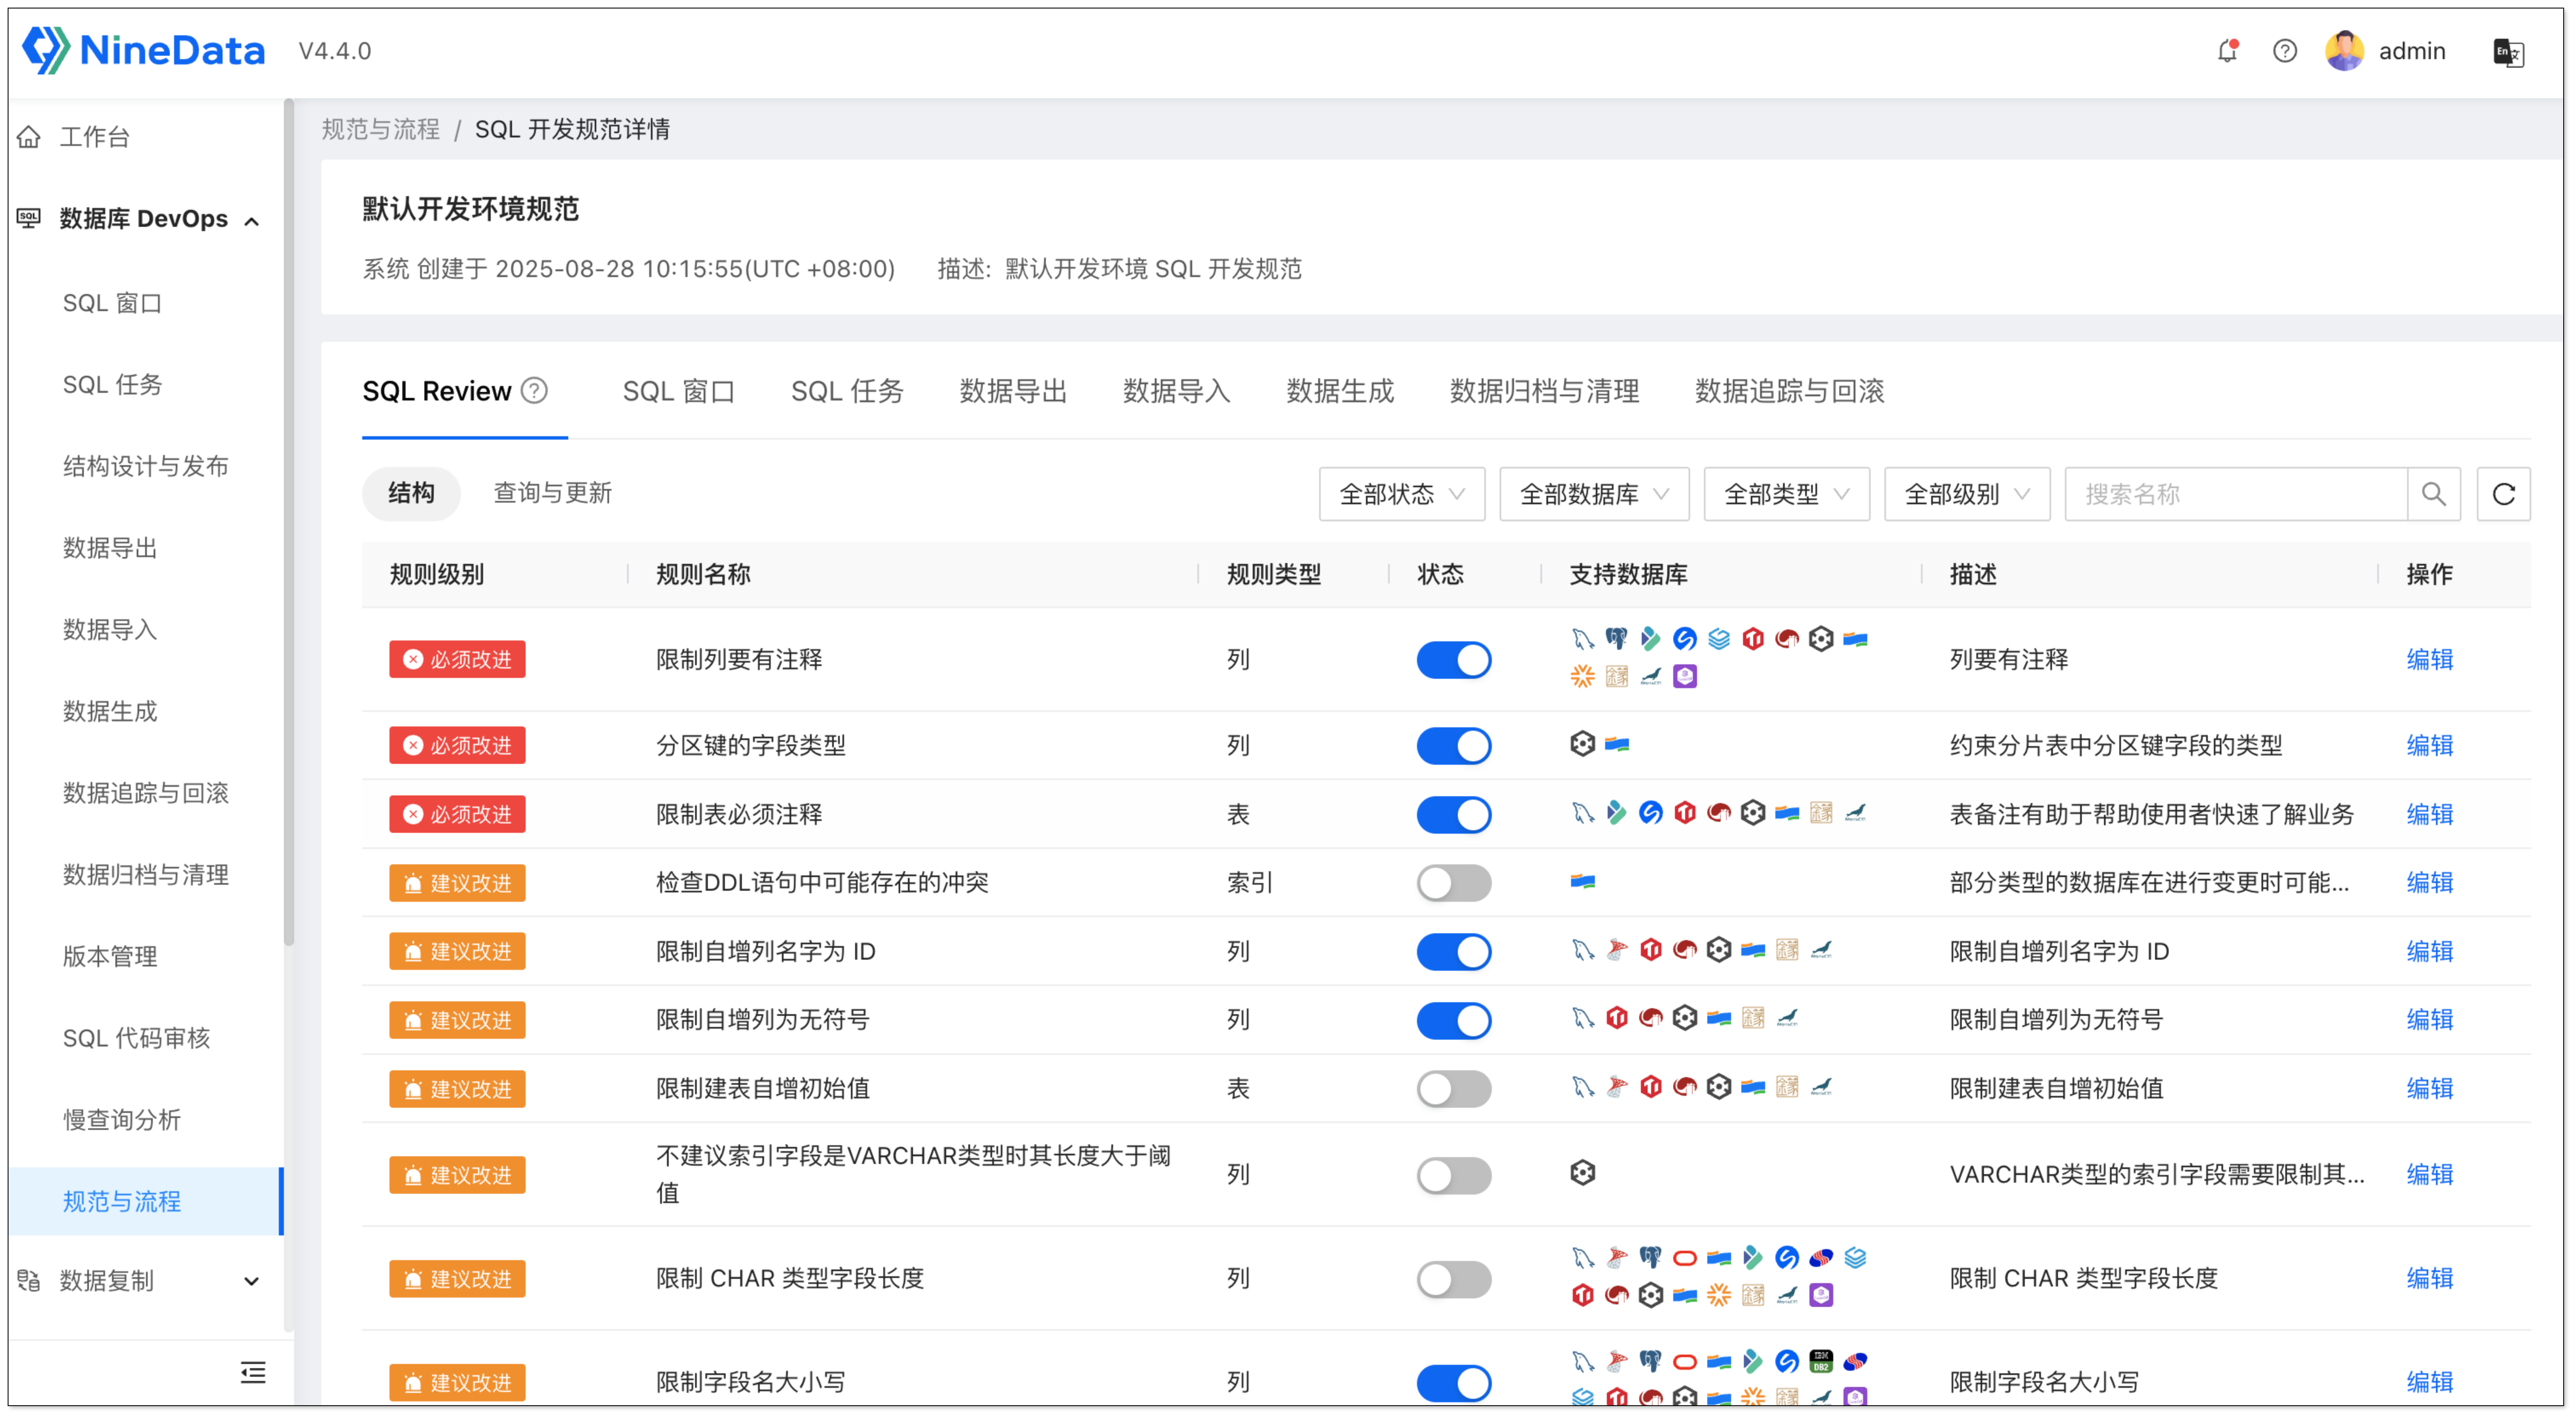 NineData V4.4.0 admin
规范与流程 / SQL 开发规范详情
工作台
数据库 DevOps
SQL 窗口
SQL 任务
结构设计与发布
数据导出
数据导入
数据生成
数据追踪与回滚
数据归档与清理
版本管理
SQL 代码审核
慢查询分析
规范与流程
数据复制
默认开发环境规范
系统 创建于 2025-08-28 10:15:55(UTC +08:00) 描述: 默认开发环境 SQL 开发规范
SQL Review SQL 窗口 SQL 任务 数据导出 数据导入 数据生成 数据归档与清理 数据追踪与回滚
结构 查询与更新 全部状态 全部数据库 全部类型 全部级别 搜索名称
规则级别 规则名称 规则类型 状态 支持数据库 描述 操作
必须改进 限制列要有注释 列 列要有注释 编辑
必须改进 分区键的字段类型 列 约束分片表中分区键字段的类型 编辑
必须改进 限制表必须注释 表 表备注有助于帮助使用者快速了解业务 编辑
建议改进 检查DDL语句中可能存在的冲突 索引 部分类型的数据库在进行变更时可能... 编辑
建议改进 限制自增列名字为 ID 列 限制自增列名字为 ID 编辑
建议改进 限制自增列为无符号 列 限制自增列为无符号 编辑
建议改进 限制建表自增初始值 表 限制建表自增初始值 编辑
建议改进 不建议索引字段是VARCHAR类型时其长度大于阈
值 列 VARCHAR类型的索引字段需要限制其... 编辑
建议改进 限制 CHAR 类型字段长度 列 限制 CHAR 类型字段长度 编辑
建议改进 限制字段名大小写 列 限制字段名大小写 编辑